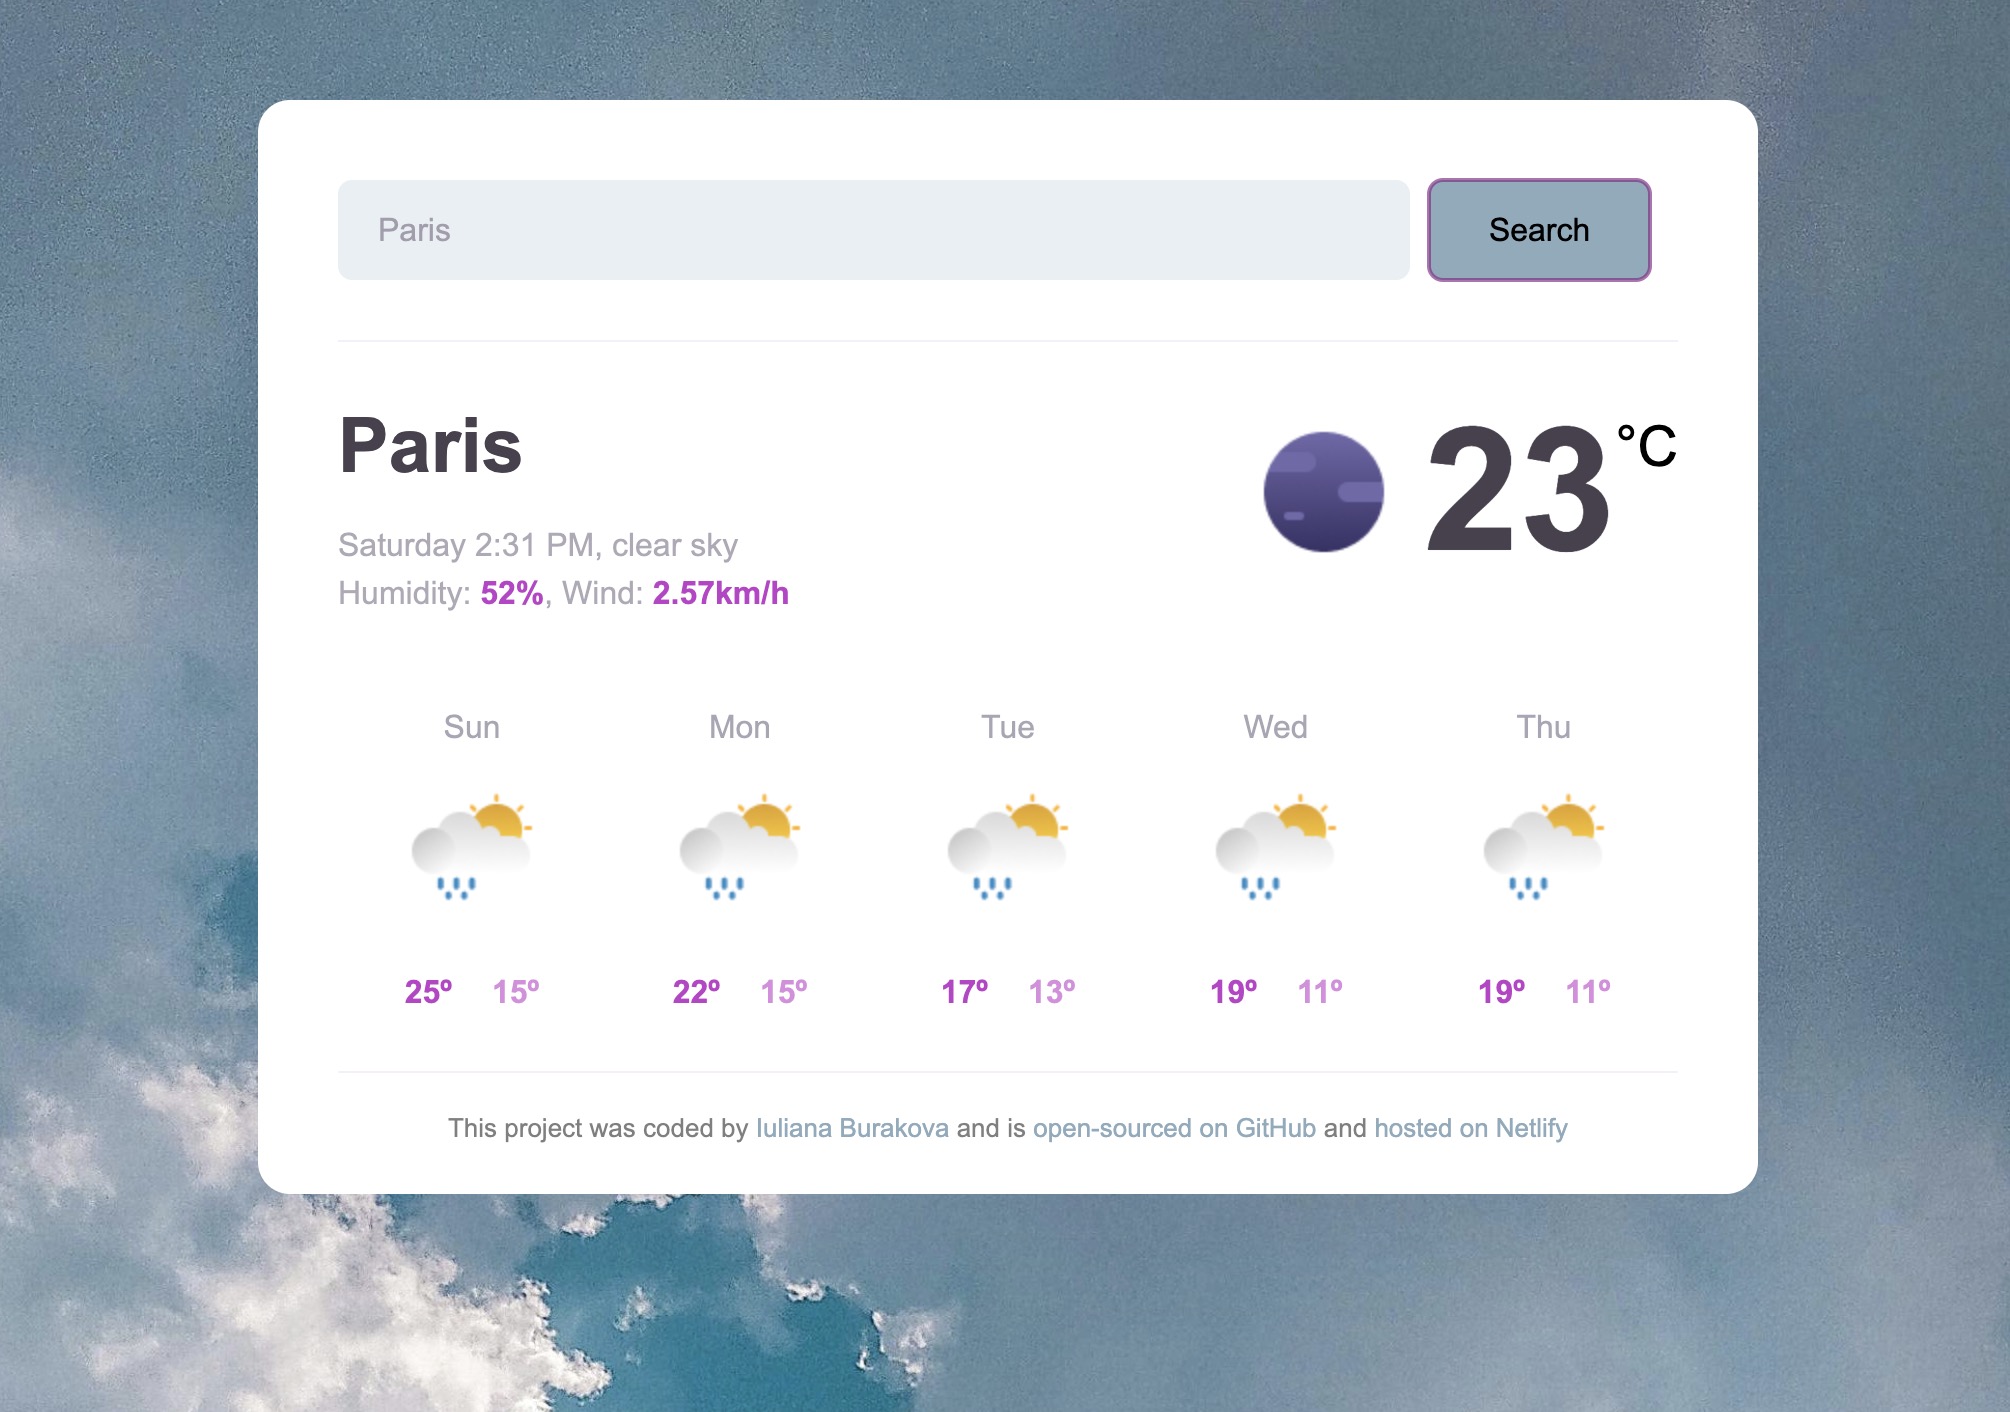 Paris
Search
Paris
23 °C
Saturday 2:31 PM, clear sky
Humidity: 52%, Wind: 2.57km/h
Sun Mon Tue Wed Thu
25º 15º 22º 15º 17º 13º 19º 11º 19º 11º
This project was coded by Iuliana Burakova and is open-sourced on GitHub and hosted on Netlify